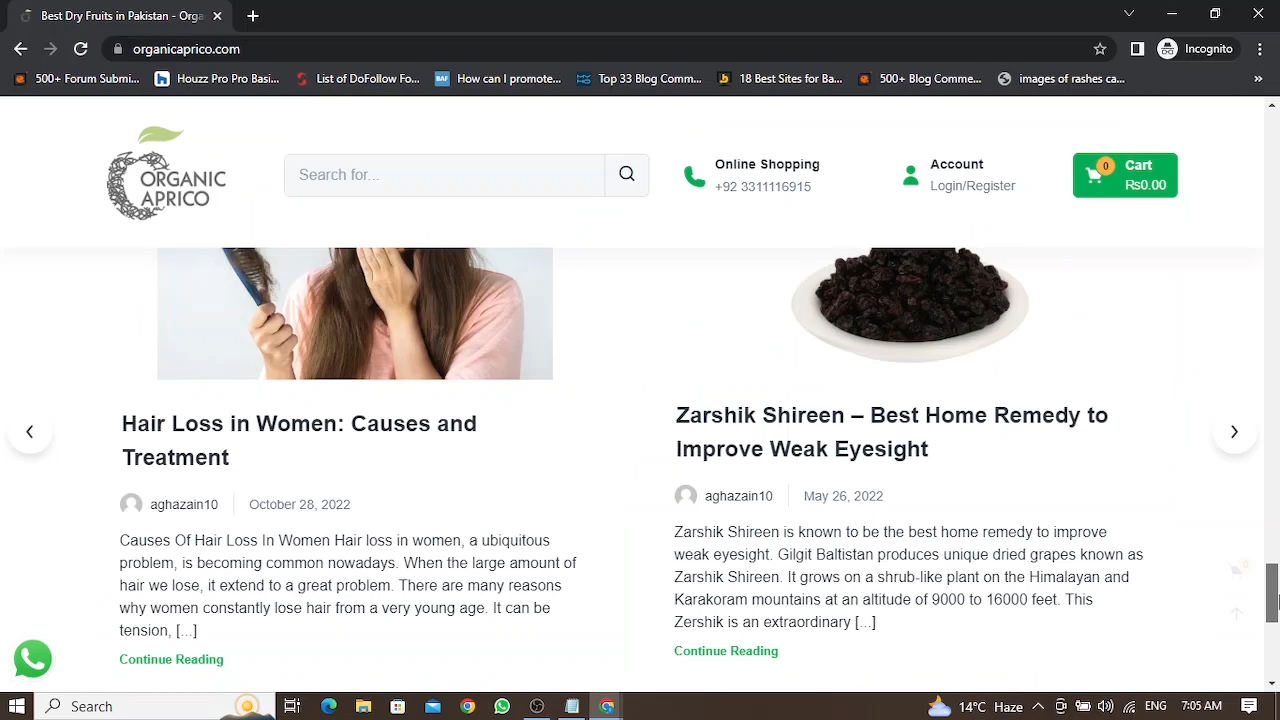 Best Dry Fruits in Pakistan - Orga
organicaprico.com
Incognito
500+ Forum Submi...
Houzz Pro Pro Basi...
List of DoFollow Fo...
BAF
How can I promote...
Top 33 Blog Comm...
18 Best Sites for Ba...
500+ Blog Comme...
images of rashes ca...
ORGANIC
APRICO
Search for...
Online Shopping
+92 3311116915
Account
Login/Register
0
Cart
₨0.00
Hair Loss in Women: Causes and
Treatment
aghazain10
October 28, 2022
Causes Of Hair Loss In Women Hair loss in women, a ubiquitous
problem, is becoming common nowadays. When the large amount of
hair we lose, it extend to a great problem. There are many reasons
why women constantly lose hair from a very young age. It can be
tension, [...]
Continue Reading
Zarshik Shireen – Best Home Remedy to
Improve Weak Eyesight
aghazain10
May 26, 2022
Zarshik Shireen is known to be the best home remedy to improve
weak eyesight. Gilgit Baltistan produces unique dried grapes known as
Zarshik Shireen. It grows on a shrub-like plant on the Himalayan and
Karakoram mountains at an altitude of 9000 to 16000 feet. This
Zershik is an extraordinary [...]
Continue Reading
0
Search
14°C Haze
ENG
7:05 AM